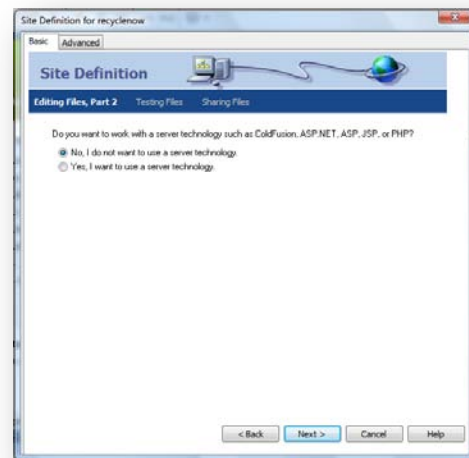 Site Definition for recyclenow
Basic Advanced
Site Definition
Editing Files, Part 2 Testing Files Sharing Files
Do you want to work with a server technology such as ColdFusion, ASP.NET, ASP, JSP, or PHP?
No, I do not want to use a server technology.
Yes, I want to use a server technology.
< Back Next > Cancel Help